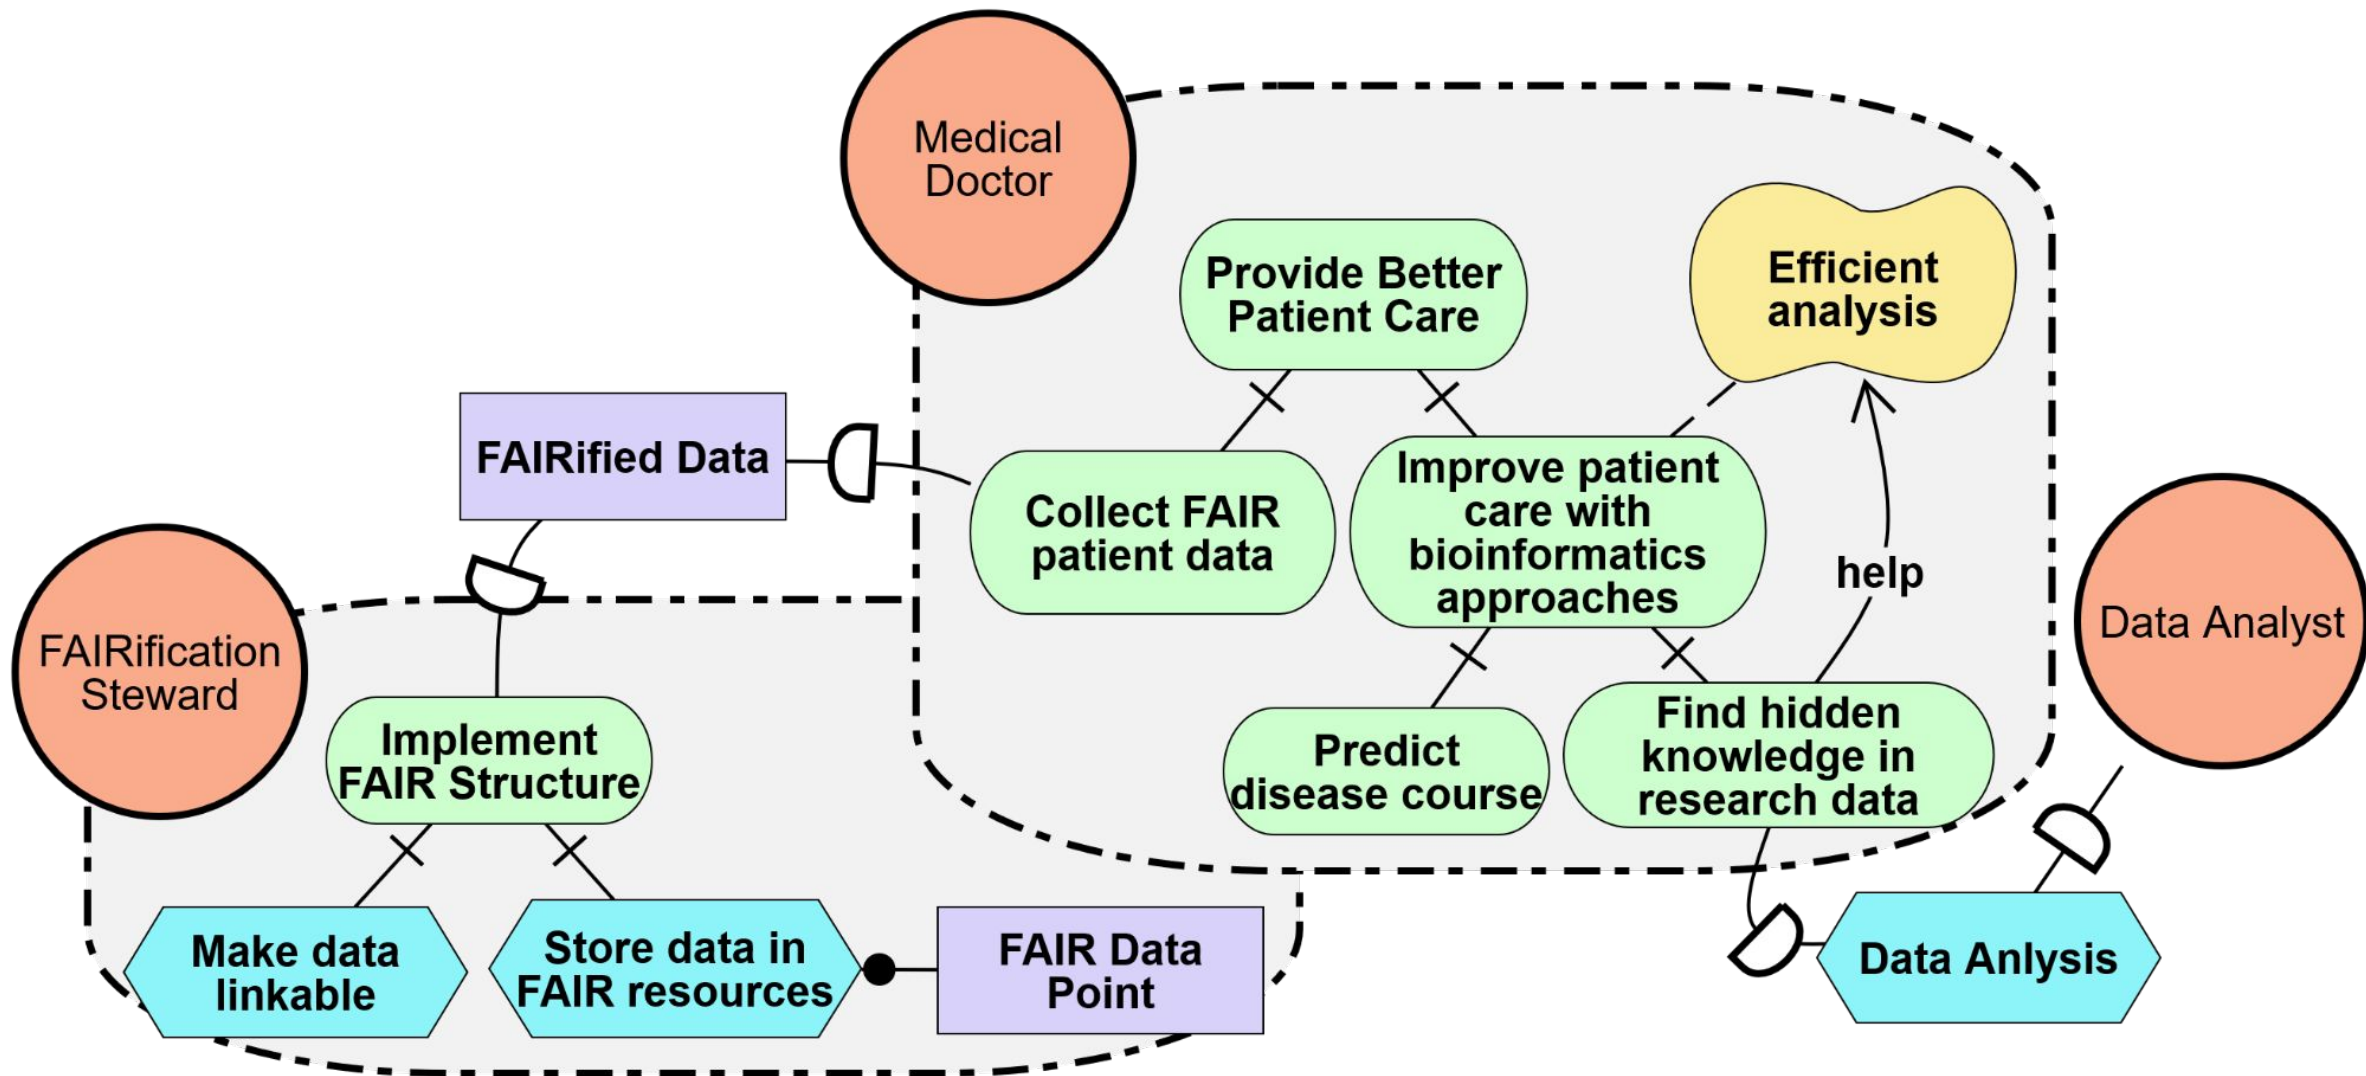 Medical
Doctor
Provide Better
Patient Care
Efficient
analysis
FAIRified Data
Collect FAIR
patient data
Improve patient
care with
bioinformatics
approaches
help
Data Analyst
FAIRification
Steward
Implement
FAIR Structure
Predict
disease course
Find hidden
knowledge in
research data
Make data
linkable
Store data in
FAIR resources
FAIR Data
Point
Data Anlysis